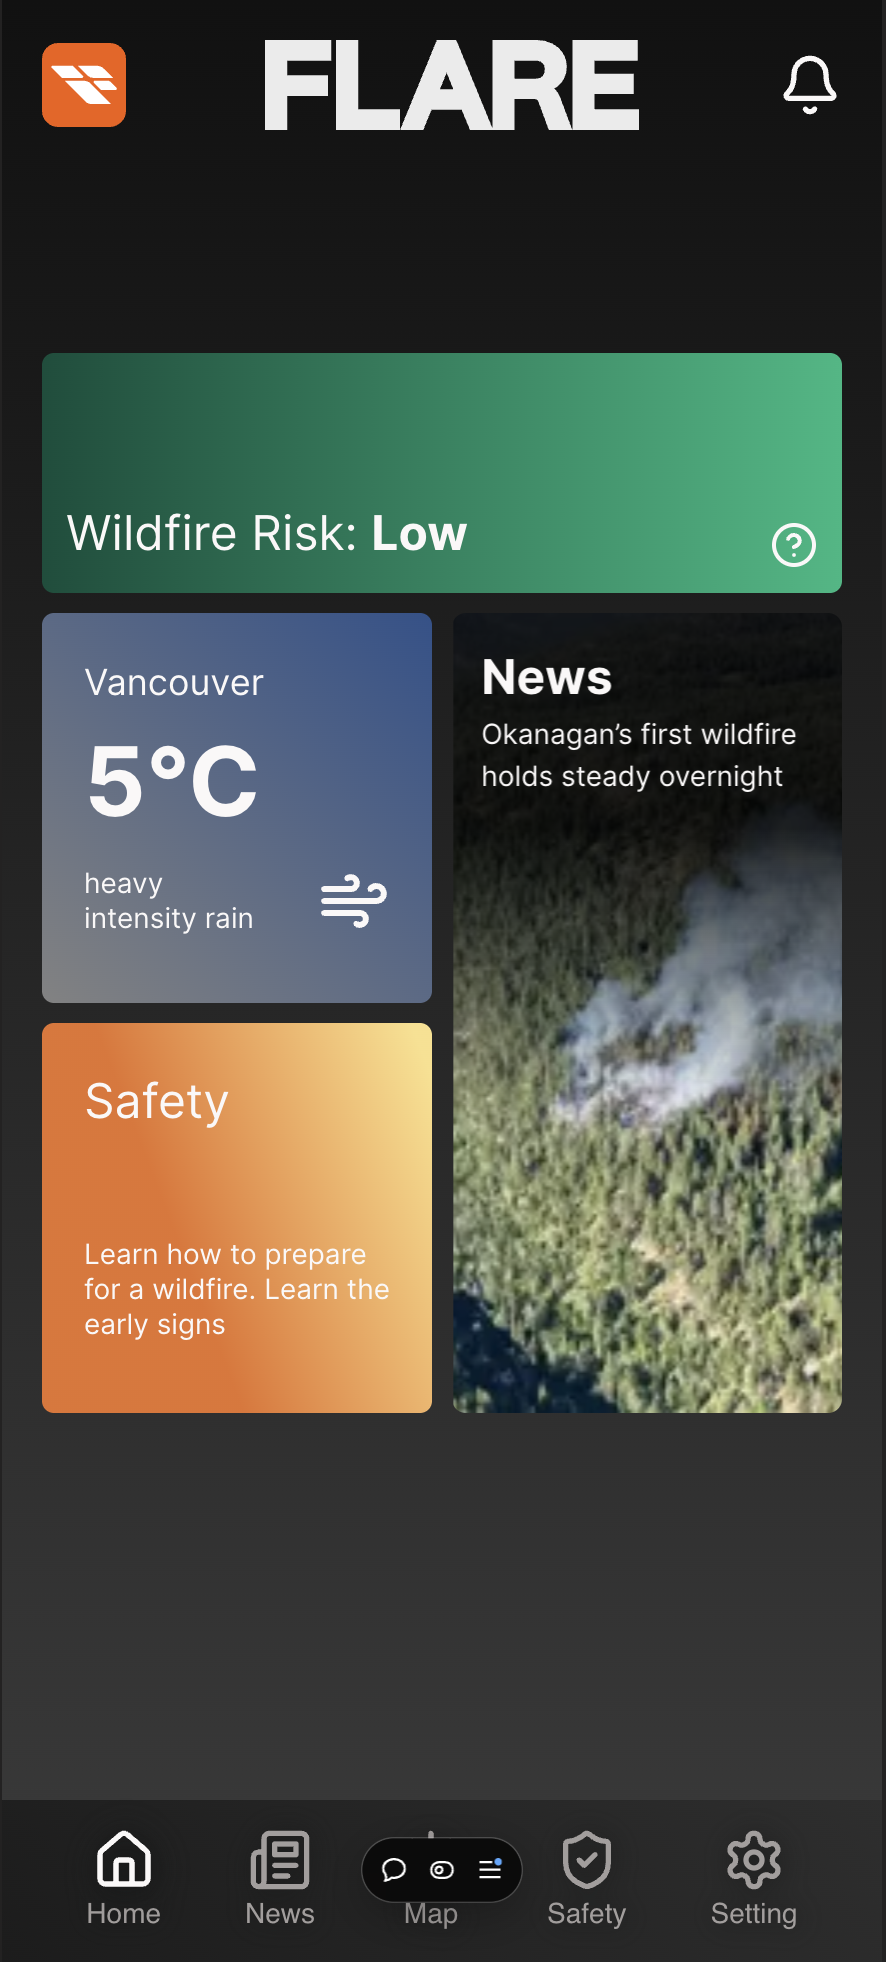 FLARE
Wildfire Risk: Low
Vancouver
5°C
heavy
intensity rain
News
Okanagan’s first wildfire
holds steady overnight
Safety
Learn how to prepare
for a wildfire. Learn the
early signs
Home
News
Map
Safety
Setting